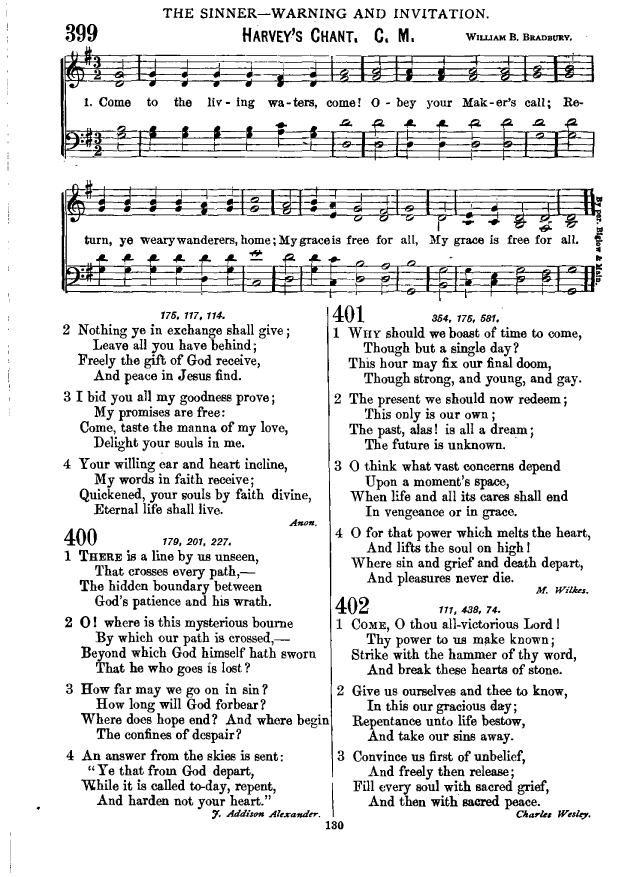 THE SINNER—WARNING AND INVITATION.
399 HARVEY'S CHANT. C. M. WILLIAM B. BRADBURY.
1. Come to the liv - ing wa - ters, come! O - bey your Mak - er's call; Re-
turn, ye weary wanderers, home; My grace is free for all, My grace is free for all.
By per. Biglow & Main.
175, 117, 114.
2 Nothing ye in exchange shall give;
Leave all you have behind;
Freely the gift of God receive,
And peace in Jesus find.
3 I bid you all my goodness prove;
My promises are free:
Come, taste the manna of my love,
Delight your souls in me.
4 Your willing ear and heart incline,
My words in faith receive;
Quickened, your souls by faith divine,
Eternal life shall live.
Anon.
400 179, 201, 227.
1 THERE is a line by us unseen,
That crosses every path,—
The hidden boundary between
God's patience and his wrath.
2 O! where is this mysterious bourne
By which our path is crossed,—
Beyond which God himself hath sworn
That he who goes is lost?
3 How far may we go on in sin?
How long will God forbear?
Where does hope end? And where begin
The confines of despair?
4 An answer from the skies is sent:
"Ye that from God depart,
While it is called to-day, repent,
And harden not your heart."
J. Addison Alexander.
401 354, 175, 581.
1 WHY should we boast of time to come,
Though but a single day?
This hour may fix our final doom,
Though strong, and young, and gay.
2 The present we should now redeem;
This only is our own;
The past, alas! is all a dream;
The future is unknown.
3 O think what vast concerns depend
Upon a moment's space,
When life and all its cares shall end
In vengeance or in grace.
4 O for that power which melts the heart,
And lifts the soul on high!
Where sin and grief and death depart,
And pleasures never die.
M. Wilkes.
402 111, 438, 74.
1 COME, O thou all-victorious Lord!
Thy power to us make known;
Strike with the hammer of thy word,
And break these hearts of stone.
2 Give us ourselves and thee to know,
In this our gracious day;
Repentance unto life bestow,
And take our sins away.
3 Convince us first of unbelief,
And freely then release;
Fill every soul with sacred grief,
And then with sacred peace.
Charles Wesley.
130